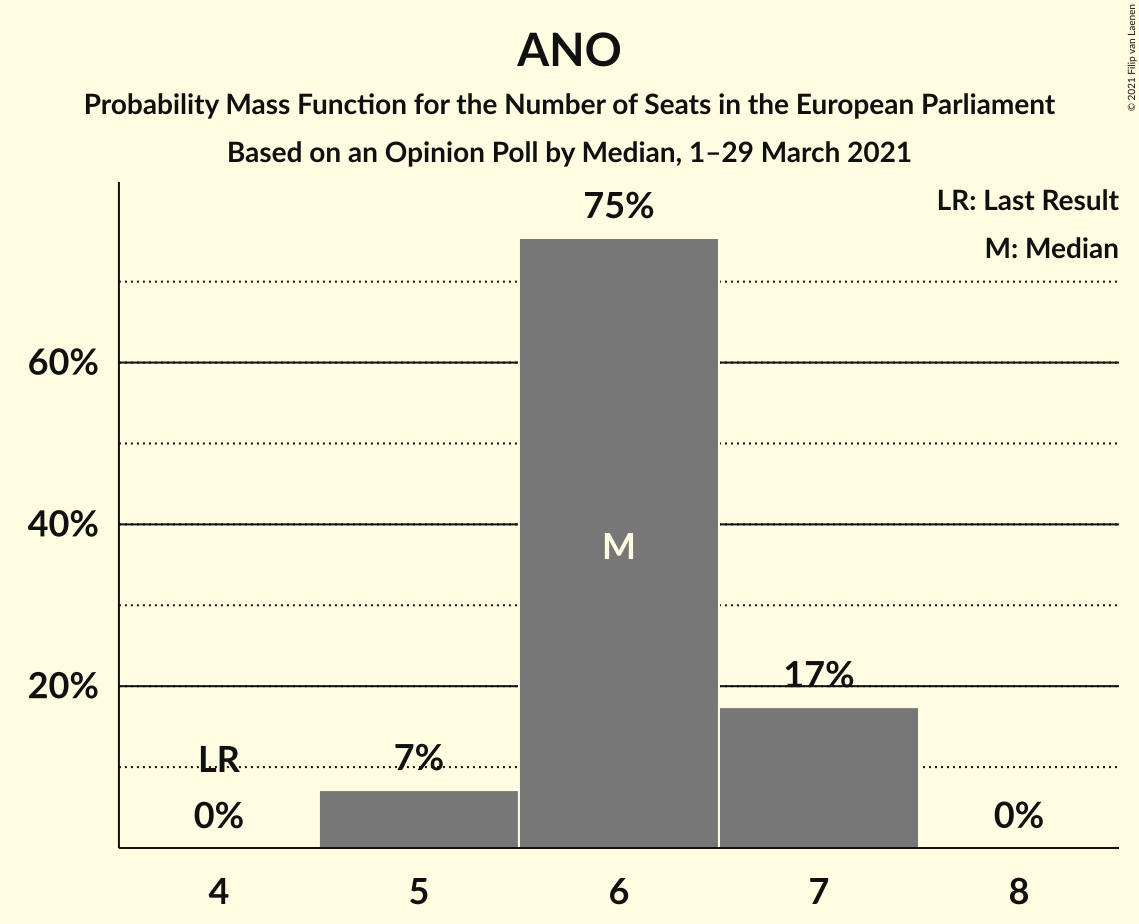 ANO
Probability Mass Function for the Number of Seats in the European Parliament
Based on an Opinion Poll by Median, 1–29 March 2021
© 2021 Filip van Laenen
LR: Last Result
M: Median
75%
60%
40%
M
20%
17%
LR
7%
0%
0%
4
5
6
7
8